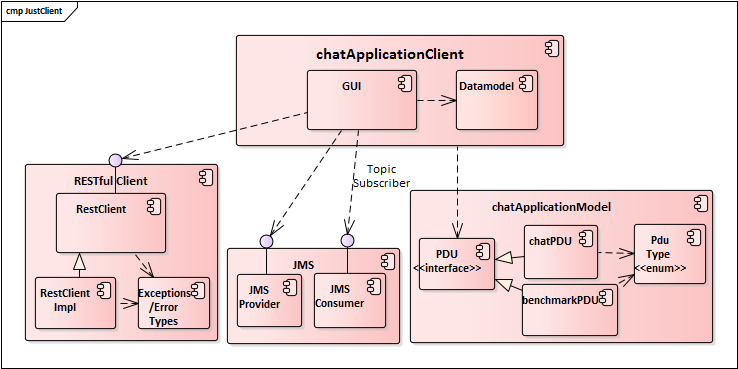 cmp JustClient
chatApplicationClient
GUI
Datamodel
Topic
Subscriber
RESTful Client
RestClient
RestClient
Impl
Exceptions
/Error
Types
JMS
JMS
Provider
JMS
Consumer
chatApplicationModel
PDU
<<interface>>
chatPDU
benchmarkPDU
Pdu
Type
<<enum>>